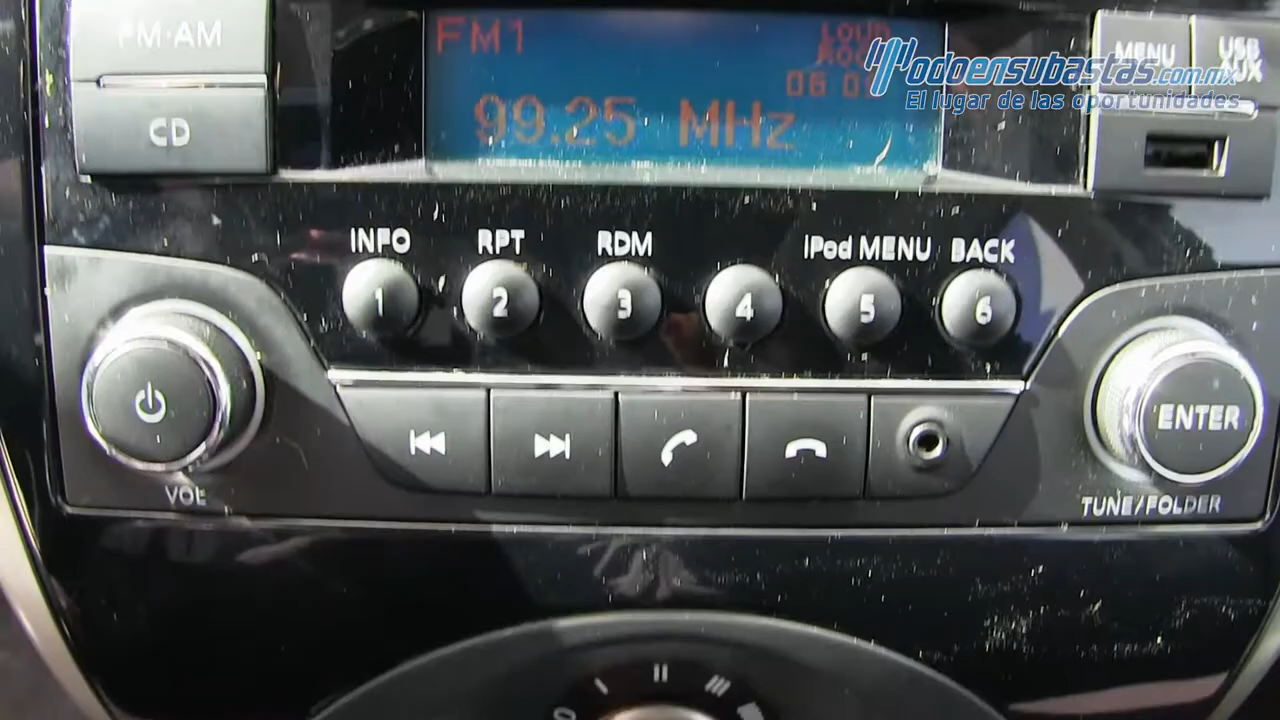 FM·AM
CD
FM1
LOUD
99.25 MHz
MENU
USB
AUX
Todoensubastas.com.mx
El lugar de las oportunidades
INFO RPT RDM iPod MENU BACK
1 2 3 4 5 6
VOL
ENTER
TUNE/FOLDER
0